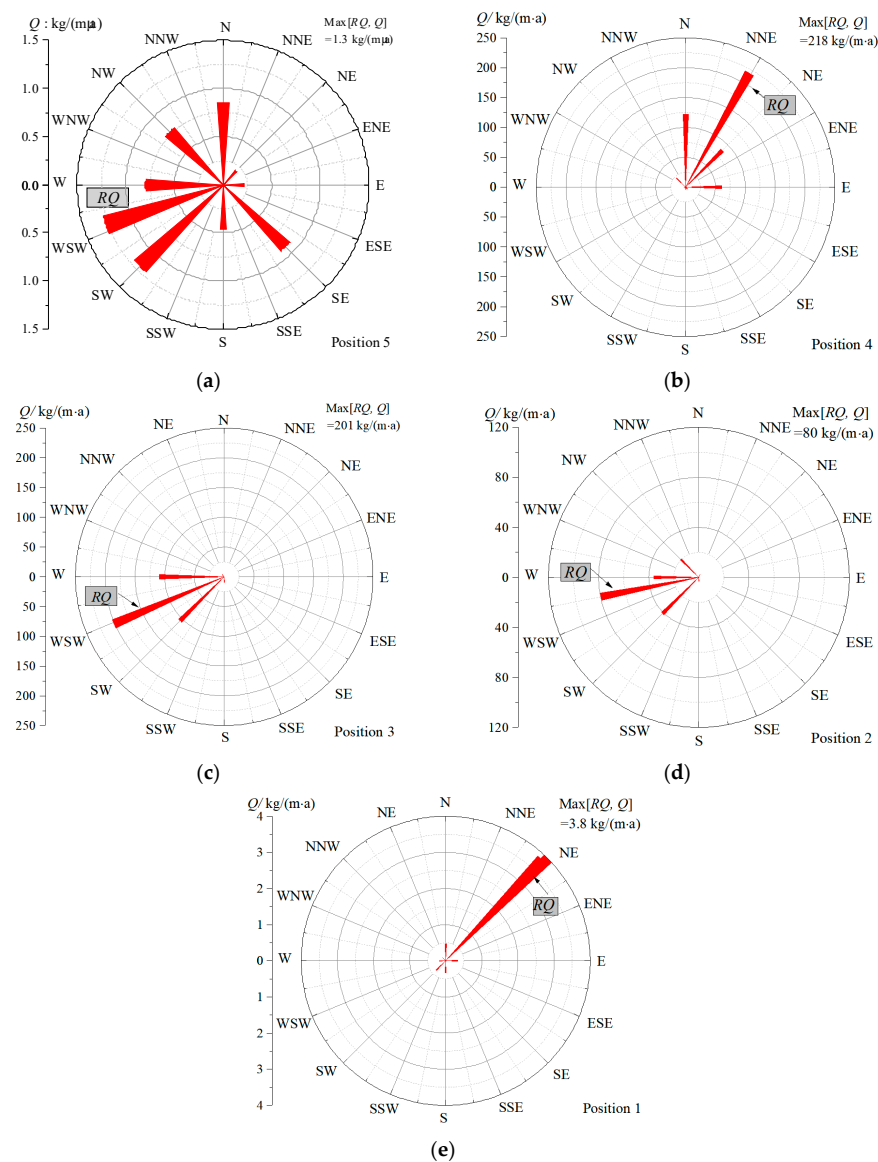 Q : kg/(mμa)
Max[RQ, Q]
=1.3 kg/(mμa)
1.5
1.0
0.5
0.0
0.5
1.0
1.5
N
NNE
NE
ENE
E
ESE
SE
SSE
S
SSW
SW
WSW
W
WNW
NW
NNW
RQ
Position 5
(a)
Q/ kg/(m·a)
Max[RQ, Q]
=218 kg/(m·a)
250
200
150
100
50
0
50
100
150
200
250
N
NNE
NE
ENE
E
ESE
SE
SSE
S
SSW
SW
WSW
W
WNW
NW
NNW
RQ
Position 4
(b)
Q/ kg/(m·a)
Max[RQ, Q]
=201 kg/(m·a)
250
200
150
100
50
0
50
100
150
200
250
N
NNE
NE
ENE
E
ESE
SE
SSE
S
SSW
SW
WSW
W
WNW
NNW
NE
RQ
Position 3
(c)
Q/ kg/(m·a)
Max[RQ, Q]
=80 kg/(m·a)
120
80
40
0
40
80
120
N
NNE
NE
ENE
E
ESE
SE
SSE
S
SSW
SW
WSW
W
WNW
NW
NNW
RQ
Position 2
(d)
Q/ kg/(m·a)
Max[RQ, Q]
=3.8 kg/(m·a)
4
3
2
1
0
1
2
3
4
N
NNE
NE
ENE
E
ESE
SE
SSE
S
SSW
SW
WSW
W
WNW
NNW
NE
RQ
Position 1
(e)